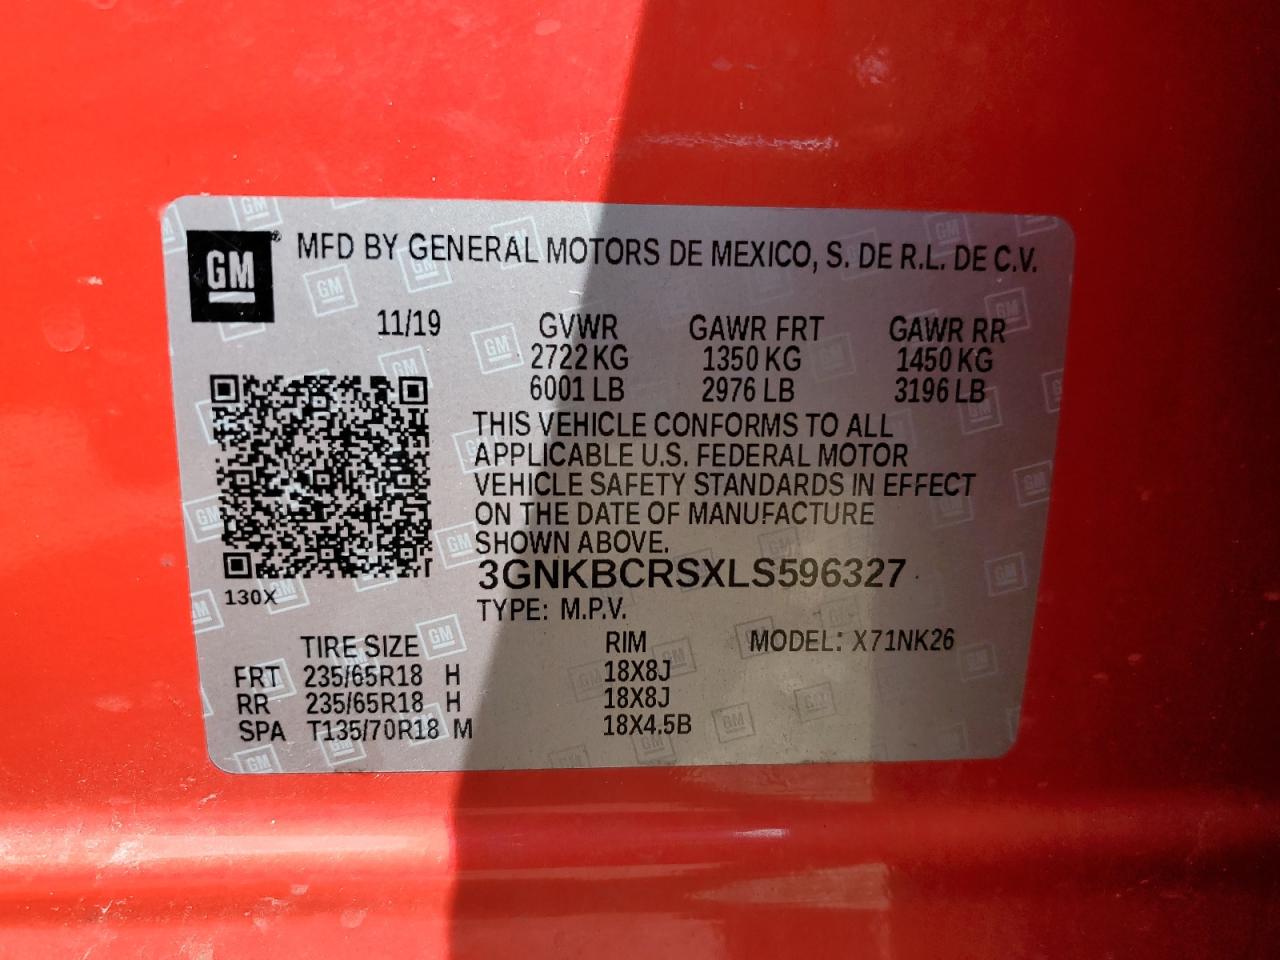 GM® MFD BY GENERAL MOTORS DE MEXICO, S. DE R.L. DE C.V.
11/19 GVWR GAWR FRT GAWR RR
2722 KG 1350 KG 1450 KG
6001 LB 2976 LB 3196 LB
THIS VEHICLE CONFORMS TO ALL
APPLICABLE U.S. FEDERAL MOTOR
VEHICLE SAFETY STANDARDS IN EFFECT
ON THE DATE OF MANUFACTURE
SHOWN ABOVE.
3GNKBCRSXLS596327
130X
TYPE: M.P.V.
TIRE SIZE RIM MODEL: X71NK26
FRT 235/65R18 H 18X8J
RR 235/65R18 H 18X8J
SPA T135/70R18 M 18X4.5B